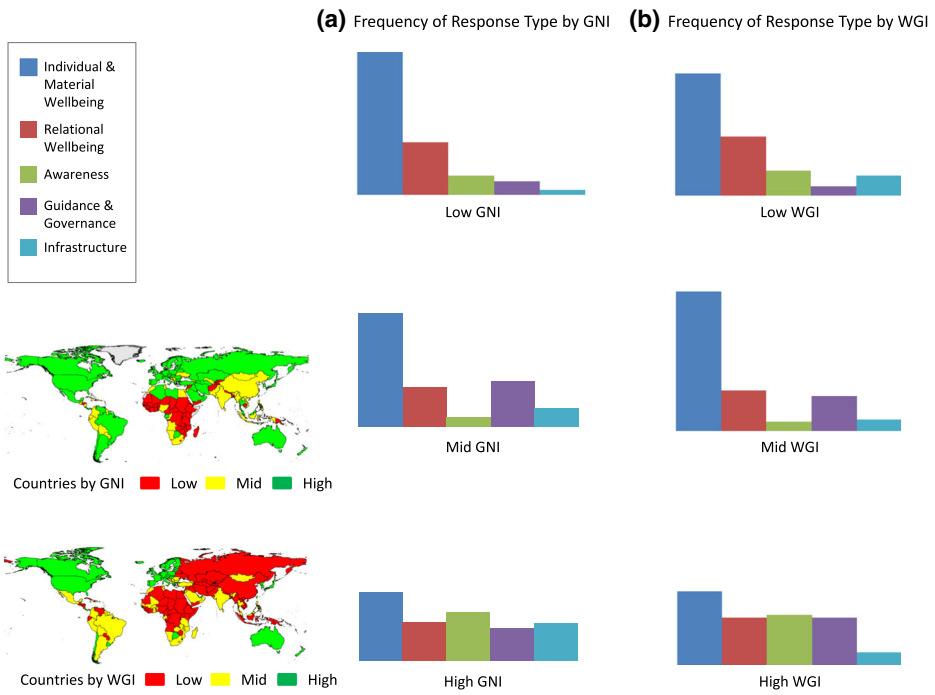 (a) Frequency of Response Type by GNI
(b) Frequency of Response Type by WGI
Individual &
Material
Wellbeing
Relational
Wellbeing
Awareness
Guidance &
Governance
Infrastructure
Low GNI
Low WGI
Mid GNI
Mid WGI
Countries by GNI Low Mid High
High GNI
High WGI
Countries by WGI Low Mid High